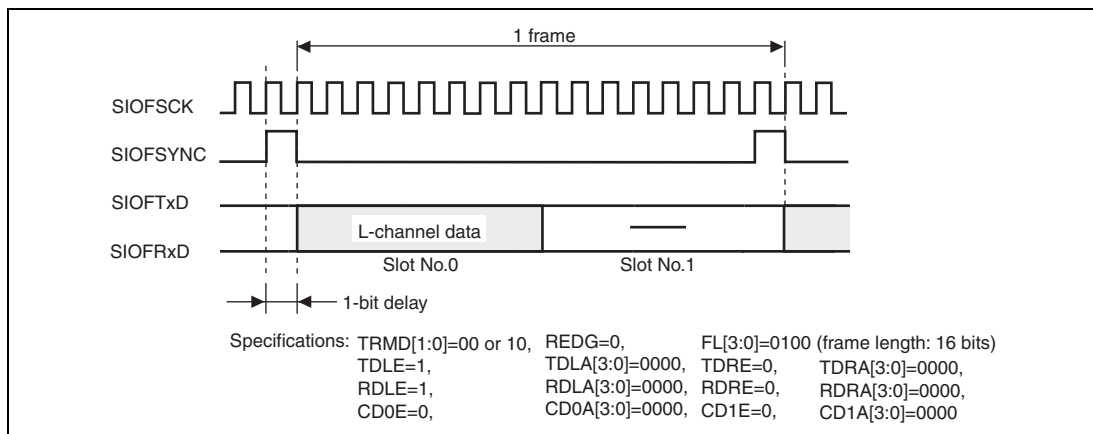 1 frame
SIOFSCK
SIOFSYNC
SIOFTxD
L-channel data
SIOFRxD
Slot No.0 Slot No.1
1-bit delay
Specifications: TRMD[1:0]=00 or 10, REDG=0, FL[3:0]=0100 (frame length: 16 bits)
TDLE=1, TDLA[3:0]=0000, TDRE=0, TDRA[3:0]=0000,
RDLE=1, RDLA[3:0]=0000, RDRE=0, RDRA[3:0]=0000,
CD0E=0, CD0A[3:0]=0000, CD1E=0, CD1A[3:0]=0000